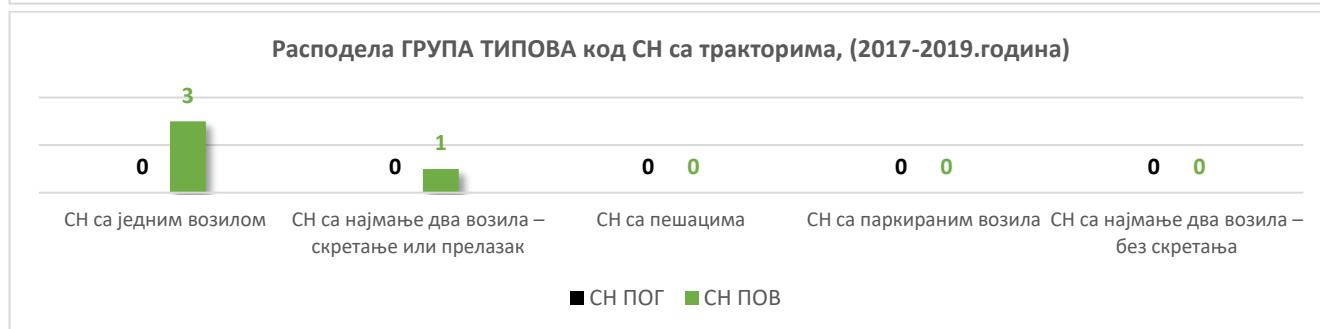 Расподела ГРУПА ТИПОВА код СН са тракторима, (2017-2019.година)
3
1
0 0 0 0 0 0 0 0
СН са једним возилом СН са најмање два возила – СН са пешацима СН са паркираним возила СН са најмање два возила –
скретање или прелазак без скретања
СН ПОГ СН ПОВ